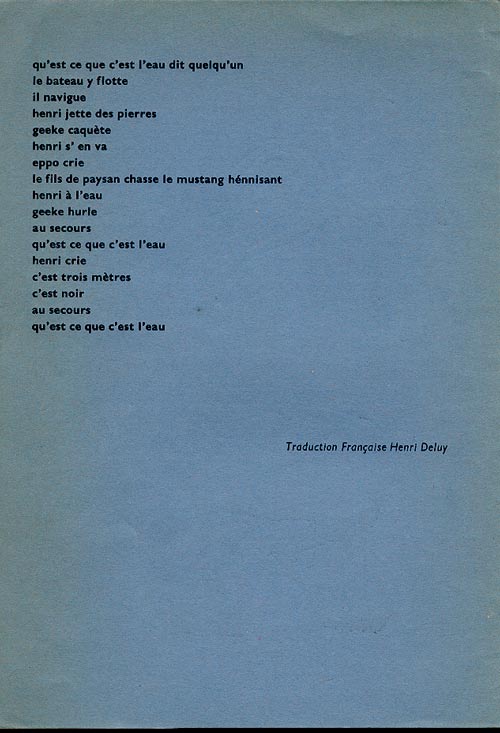 qu'est ce que c'est l'eau dit quelqu'un
le bateau y flotte
il navigue
henri jette des pierres
geeke caquète
henri s' en va
eppo crie
le fils de paysan chasse le mustang hénnisant
henri à l'eau
geeke hurle
au secours
qu'est ce que c'est l'eau
henri crie
c'est trois mètres
c'est noir
au secours
qu'est ce que c'est l'eau
Traduction Française Henri Deluy